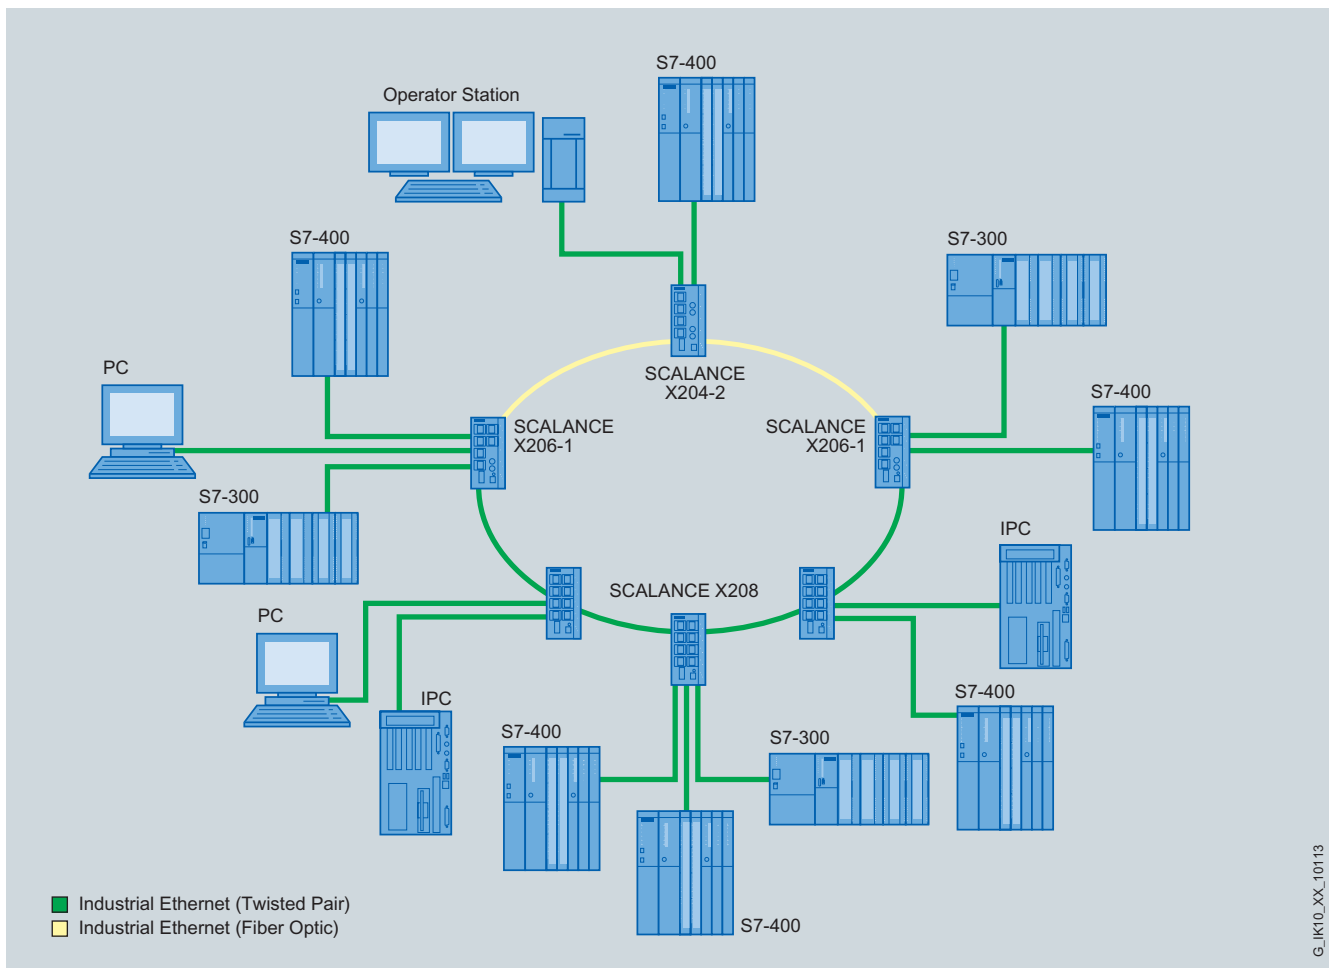 S7-400
Operator Station
S7-400
S7-300
PC
SCALANCE
X204-2
S7-400
SCALANCE
X206-1
SCALANCE
X206-1
S7-300
IPC
SCALANCE X208
PC
IPC
S7-400
S7-400
S7-300
S7-400
Industrial Ethernet (Twisted Pair)
Industrial Ethernet (Fiber Optic)
G_IK10_XX_10113